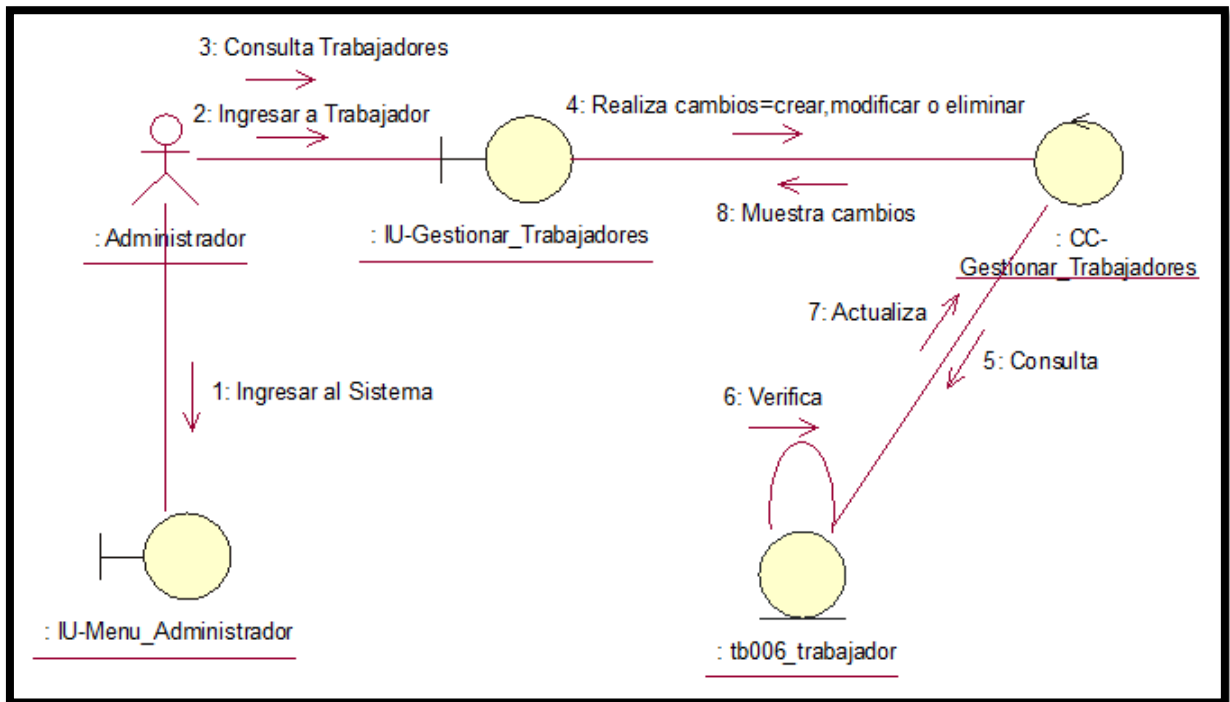 3: Consulta Trabajadores
2: Ingresar a Trabajador
4: Realiza cambios=crear,modificar o eliminar
8: Muestra cambios
: Administrador
: IU-Gestionar_Trabajadores
: CC-
Gestionar_Trabajadores
7: Actualiza
5: Consulta
6: Verifica
1: Ingresar al Sistema
: IU-Menu_Administrador
: tb006_trabajador